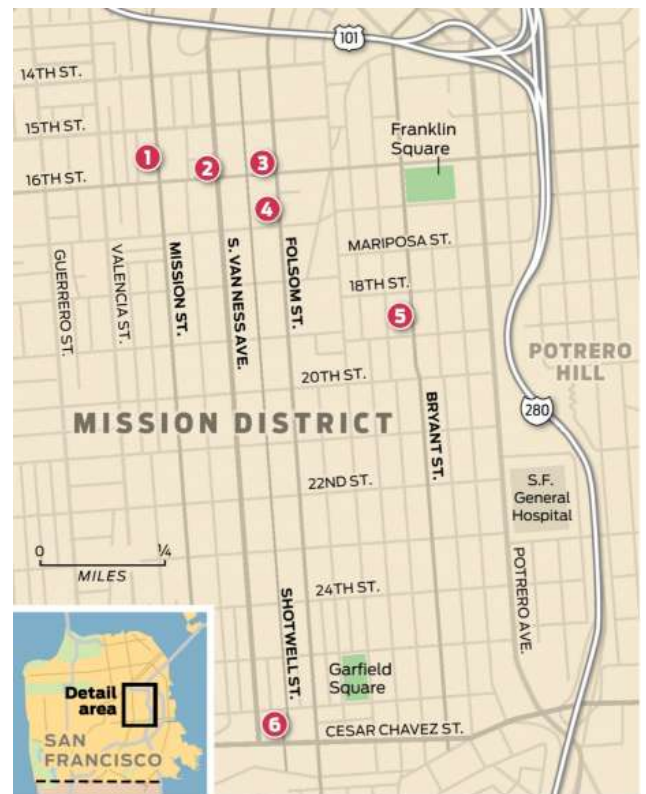 101
14TH ST.
15TH ST.
Franklin
Square
1
2
3
16TH ST.
4
GUERRERO ST.
VALENCIA ST.
MISSION ST.
S. VAN NESS AVE.
FOLSOM ST.
MARIPOSA ST.
18TH ST.
5
POTRERO
HILL
20TH ST.
280
MISSION DISTRICT
BRYANT ST.
22ND ST.
S.F.
General
Hospital
0 1/4
MILES
POTRERO AVE.
24TH ST.
SHOTWELL ST.
Garfield
Square
Detail
area
6
CESAR CHAVEZ ST.
SAN
FRANCISCO